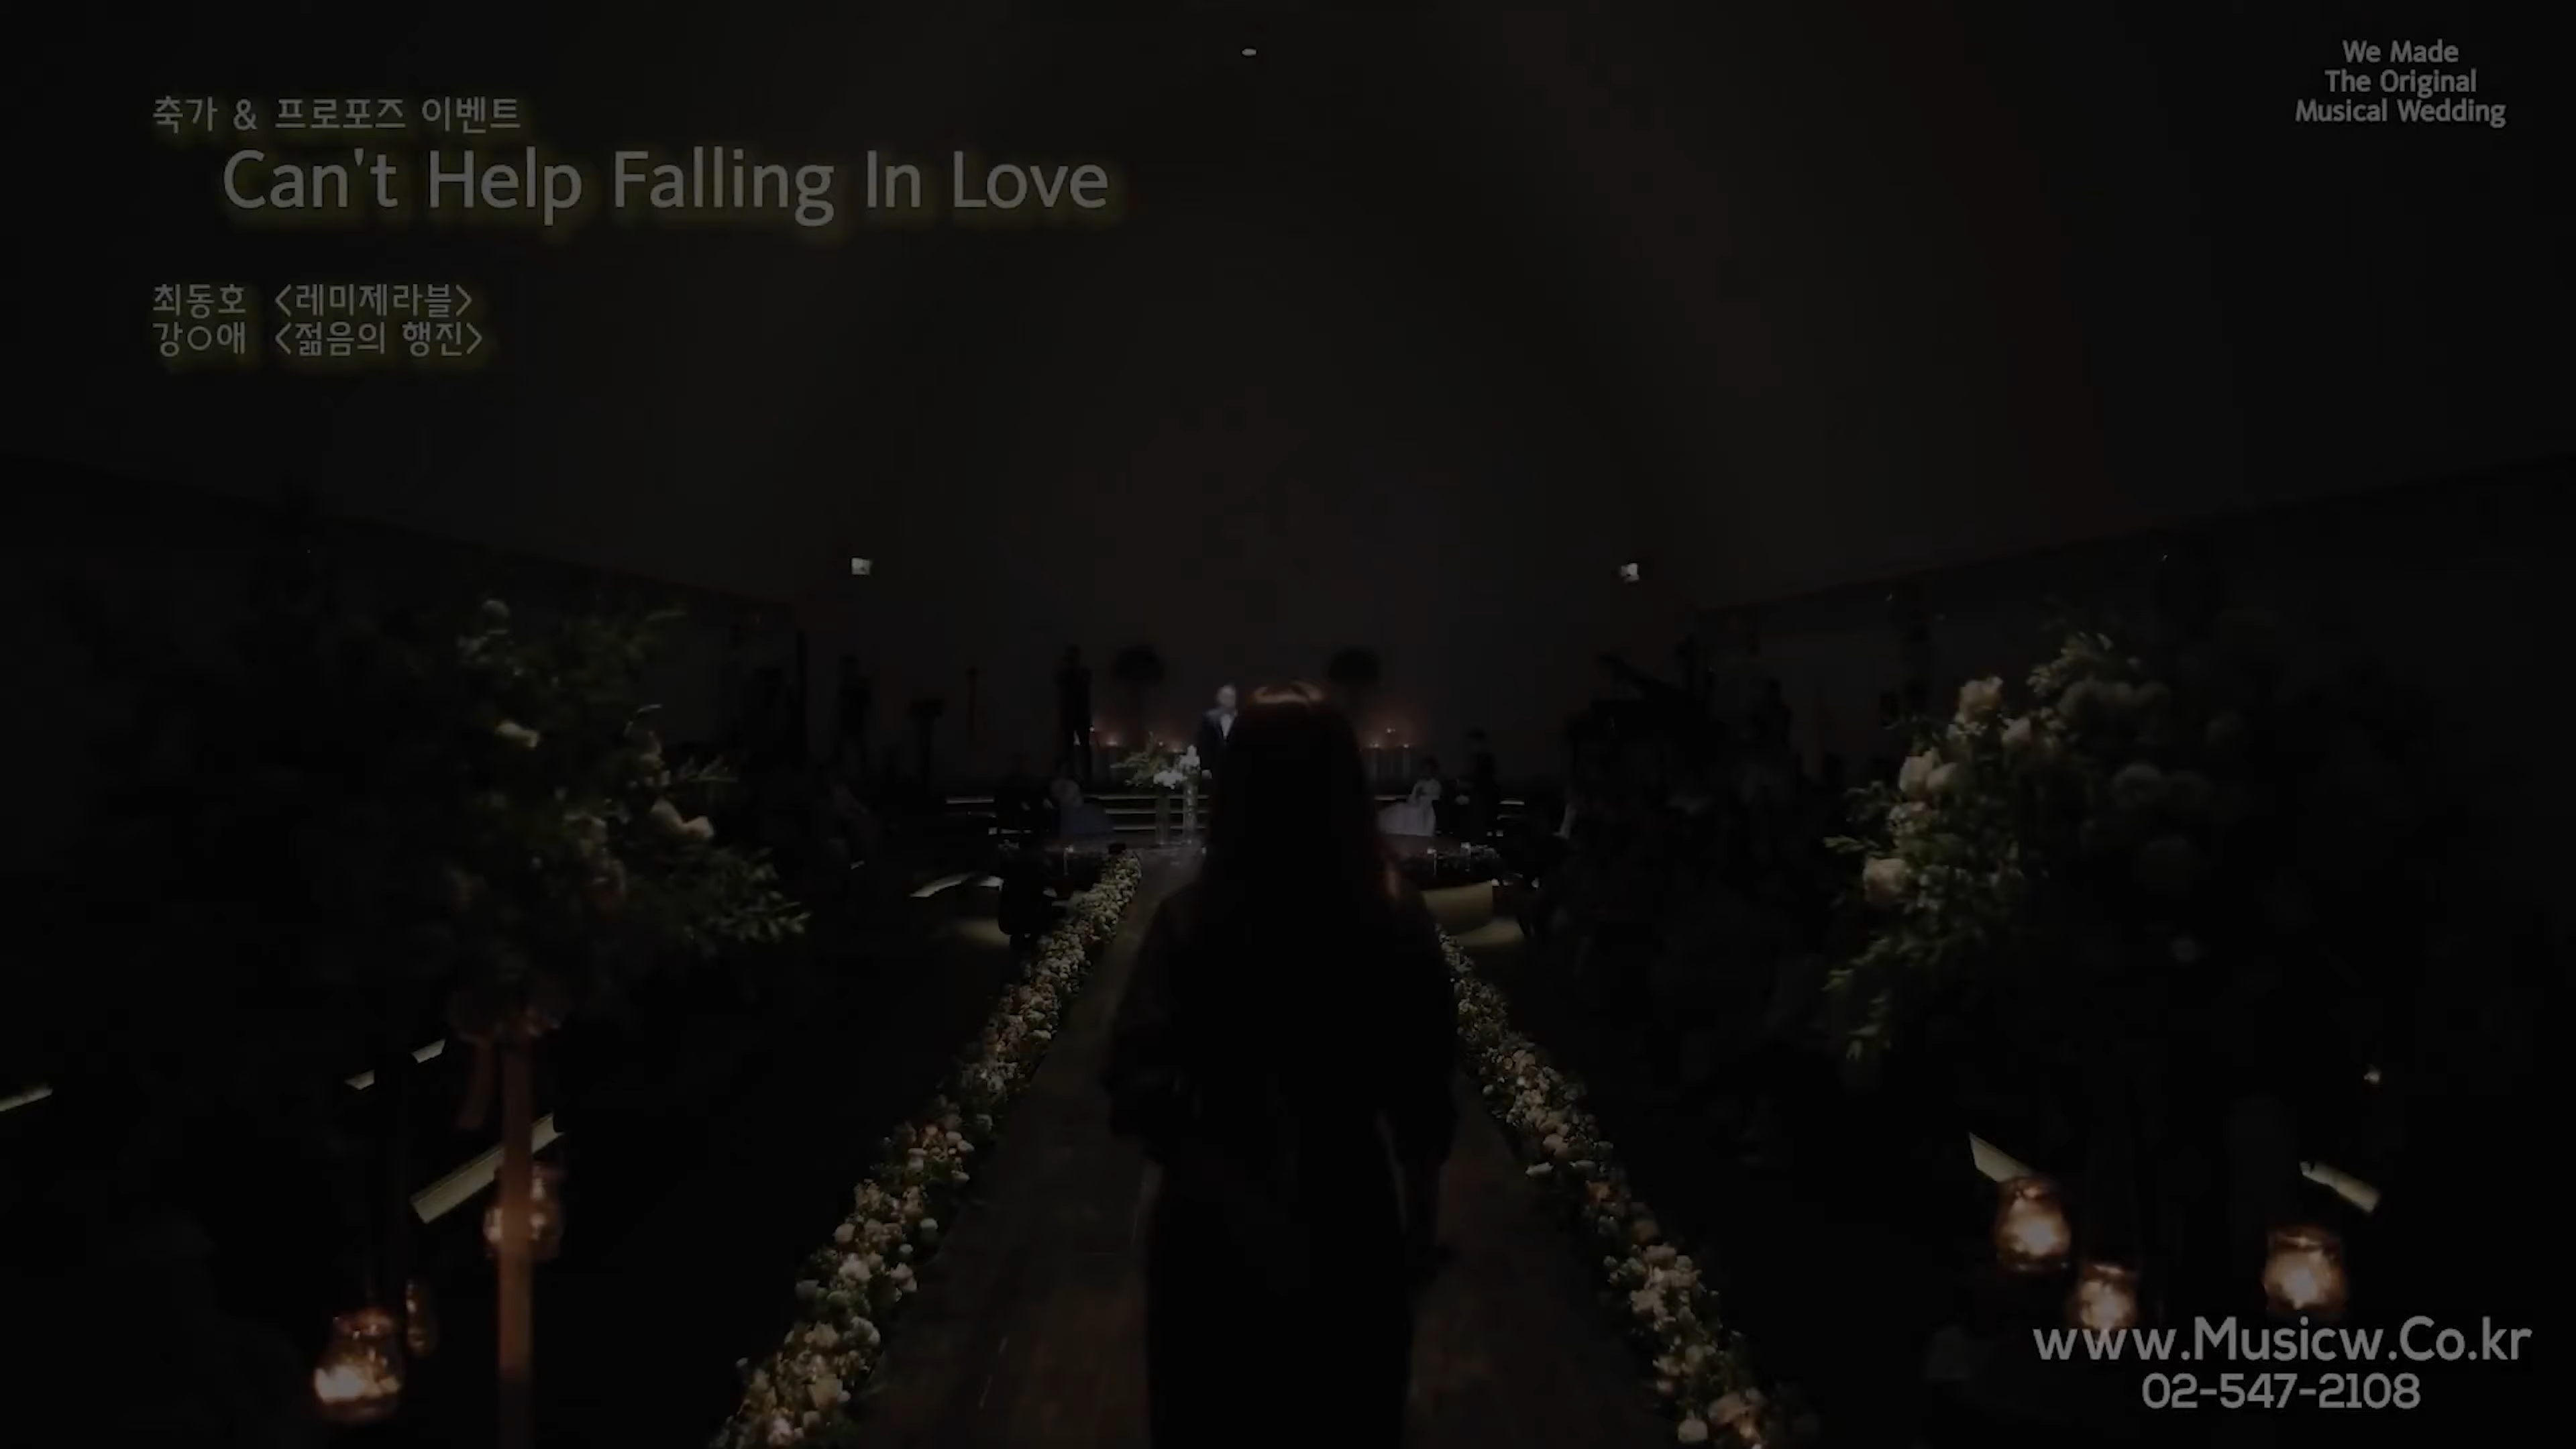 축가 & 프로포즈 이벤트
Can't Help Falling In Love
최동호 <레미제라블>
강○애 <젊음의 행진>
We Made
The Original
Musical Wedding
www.Musicw.Co.kr
02-547-2108